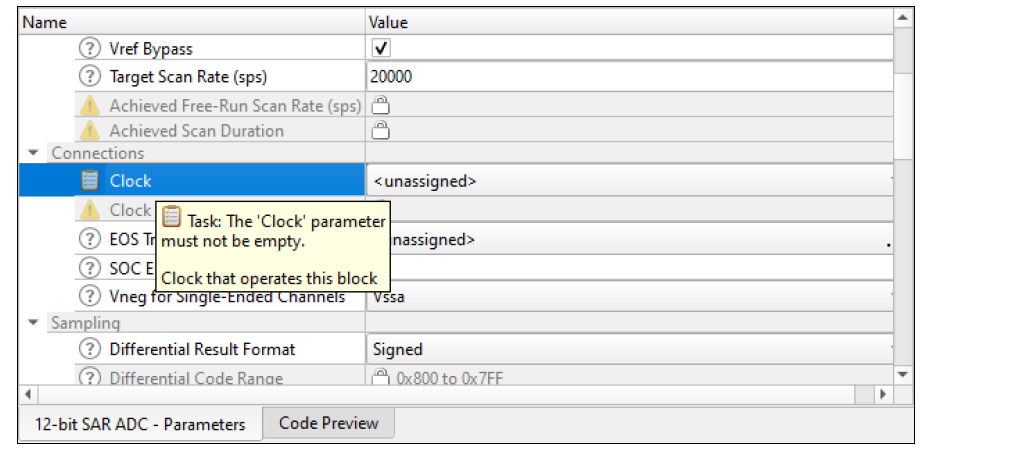 Name Value
Vref Bypass
Target Scan Rate (sps) 20000
Achieved Free-Run Scan Rate (sps)
Achieved Scan Duration
Connections
Clock <unassigned>
Clock
Task: The 'Clock' parameter
must not be empty.
Clock that operates this block
EOS Tr nassigned>
SOC E
Vneg for Single-Ended Channels Vssa
Sampling
Differential Result Format Signed
Differential Code Range 0x800 to 0x7FF
12-bit SAR ADC - Parameters Code Preview